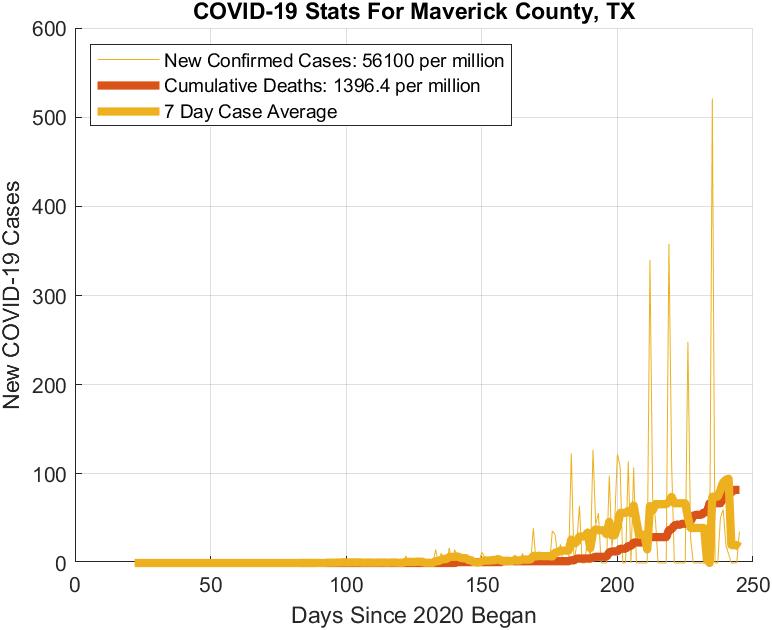 COVID-19 Stats For Maverick County, TX
600
500
400
300
200
100
0
New COVID-19 Cases
New Confirmed Cases: 56100 per million
Cumulative Deaths: 1396.4 per million
7 Day Case Average
0 50 100 150 200 250
Days Since 2020 Began